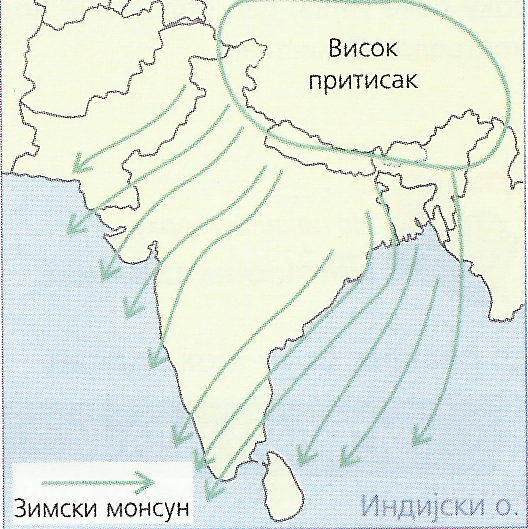 Висок
притисак
Зимски монсун
Индијски о.